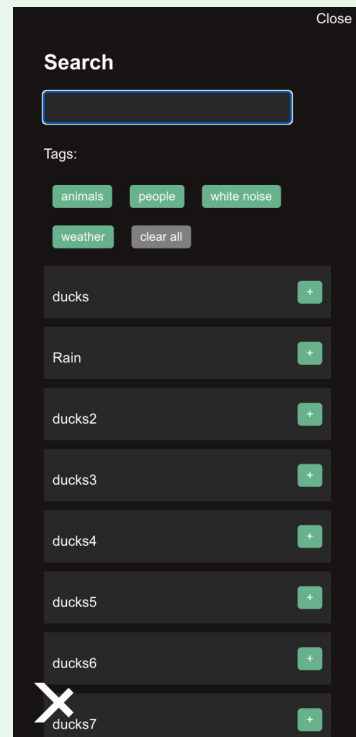 Close
Search
Tags:
animals people white noise
weather clear all
ducks +
Rain +
ducks2 +
ducks3 +
ducks4 +
ducks5 +
ducks6 +
ducks7 +